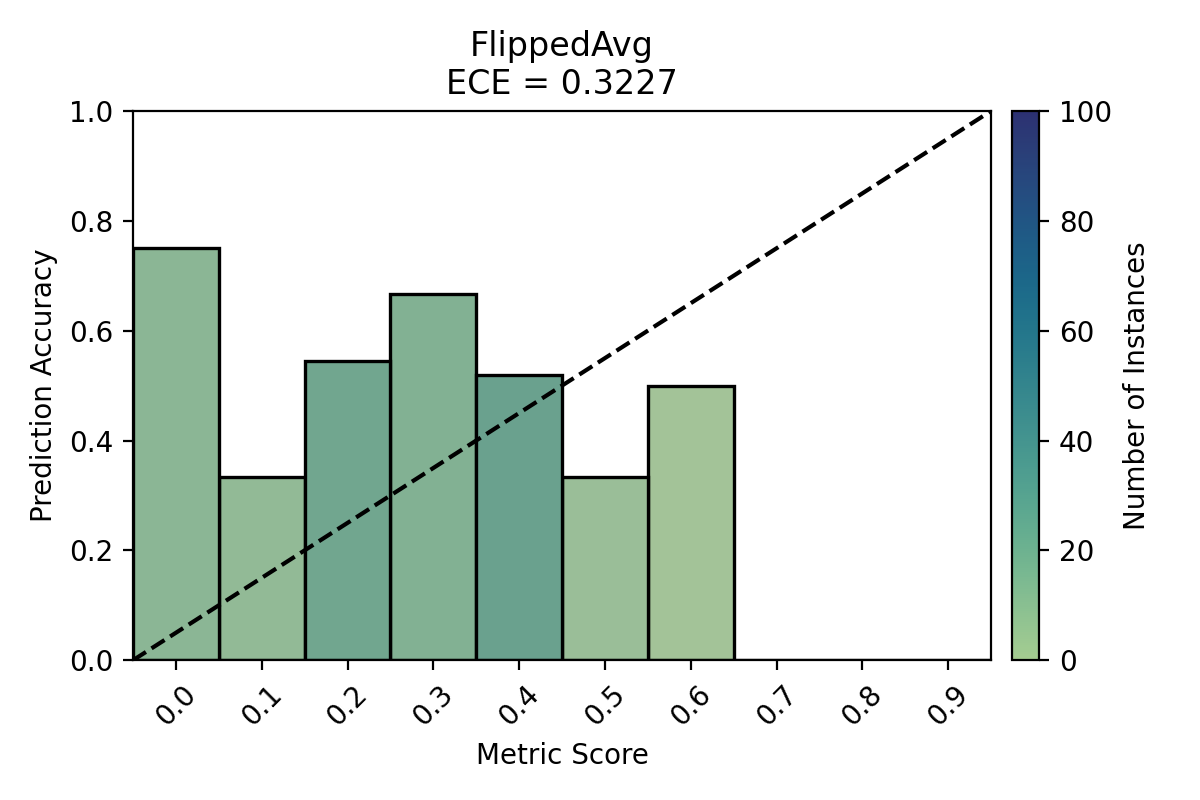 FlippedAvg
ECE = 0.3227
1.0
0.8
0.6
0.4
0.2
0.0
Prediction Accuracy
0.0 0.1 0.2 0.3 0.4 0.5 0.6 0.7 0.8 0.9
Metric Score
100
80
60
40
20
0
Number of Instances